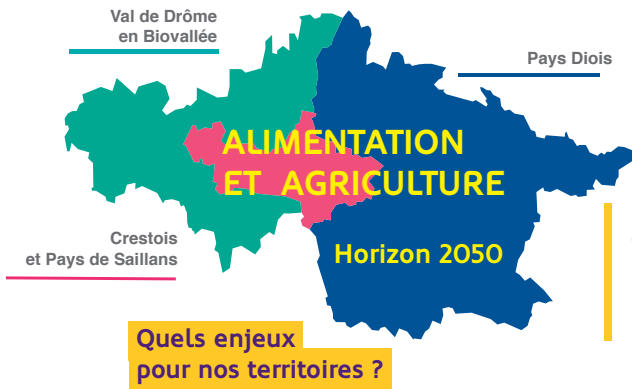 Val de Drôme
en Biovallée
Pays Diois
ALIMENTATION
ET AGRICULTURE
Crestois
et Pays de Saillans
Horizon 2050
Quels enjeux
pour nos territoires ?